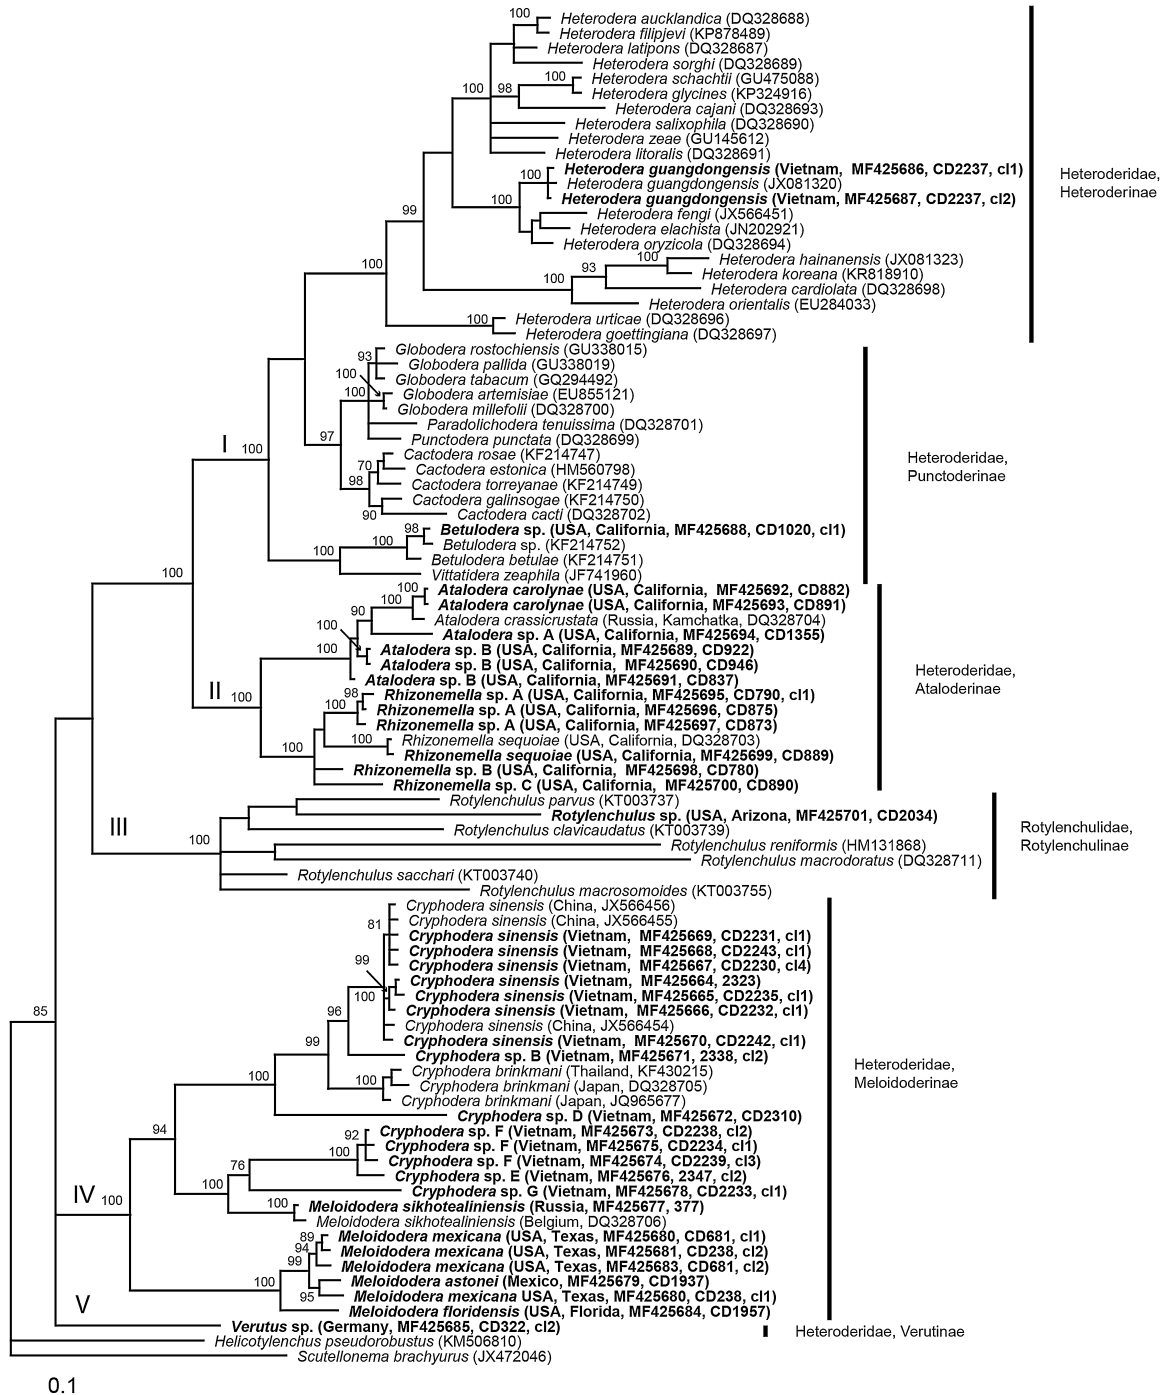 100
Heterodera aucklandica (DQ328688)
Heterodera filipjevi (KP878489)
Heterodera latipons (DQ328687)
Heterodera sorghi (DQ328689)
100
Heterodera schachtii (GU475088)
100
98
Heterodera glycines (KP324916)
Heterodera cajani (DQ328693)
Heterodera salixophila (DQ328690)
Heterodera zeae (GU145612)
Heterodera litoralis (DQ328691)
Heterodera guangdongensis (Vietnam, MF425686, CD2237, cl1)
100
Heterodera guangdongensis (JX081320)
Heteroderidae,
Heteroderinae
100
Heterodera guangdongensis (Vietnam, MF425687, CD2237, cl2)
99
Heterodera fengi (JX566451)
Heterodera elachista (JN202921)
Heterodera oryzicola (DQ328694)
100
Heterodera hainanensis (JX081323)
100
93
Heterodera koreana (KR818910)
100
Heterodera cardiolata (DQ328698)
Heterodera orientalis (EU284033)
100
Heterodera urticae (DQ328696)
Heterodera goettingiana (DQ328697)
Globodera rostochiensis (GU338015)
93
Globodera pallida (GU338019)
100
Globodera tabacum (GQ294492)
100
Globodera artemisiae (EU855121)
Globodera millefolii (DQ328700)
Paradolichodera tenuissima (DQ328701)
97
Punctodera punctata (DQ328699)
I
100
Cactodera rosae (KF214747)
Heteroderidae,
Punctoderinae
70
Cactodera estonica (HM560798)
98
Cactodera torreyanae (KF214749)
Cactodera galinsogae (KF214750)
90
Cactodera cacti (DQ328702)
98
Betulodera sp. (USA, California, MF425688, CD1020, cl1)
100
Betulodera sp. (KF214752)
100
Betulodera betulae (KF214751)
100
Vittatidera zeaphila (JF741960)
100
Atalodera carolynae (USA, California, MF425692, CD882)
100
Atalodera carolynae (USA, California, MF425693, CD891)
90
Atalodera crassicrustata (Russia, Kamchatka, DQ328704)
100
Atalodera sp. A (USA, California, MF425694, CD1355)
100
Atalodera sp. B (USA, California, MF425689, CD922)
Atalodera sp. B (USA, California, MF425690, CD946)
Heteroderidae,
Ataloderinae
Atalodera sp. B (USA, California, MF425691, CD837)
II
100
98
Rhizonemella sp. A (USA, California, MF425695, CD790, cl1)
100
Rhizonemella sp. A (USA, California, MF425696, CD875)
Rhizonemella sp. A (USA, California, MF425697, CD873)
100
Rhizonemella sequoiae (USA, California, DQ328703)
100
Rhizonemella sequoiae (USA, California, MF425699, CD889)
Rhizonemella sp. B (USA, California, MF425698, CD780)
Rhizonemella sp. C (USA, California, MF425700, CD890)
Rotylenchulus parvus (KT003737)
Rotylenchulus sp. (USA, Arizona, MF425701, CD2034)
III
Rotylenchulus clavicaudatus (KT003739)
Rotylenchulidae,
Rotylenchulinae
100
Rotylenchulus reniformis (HM131868)
Rotylenchulus macrodoratus (DQ328711)
Rotylenchulus sacchari (KT003740)
Rotylenchulus macrosomoides (KT003755)
Cryphodera sinensis (China, JX566456)
81
Cryphodera sinensis (China, JX566455)
Cryphodera sinensis (Vietnam, MF425669, CD2231, cl1)
Cryphodera sinensis (Vietnam, MF425668, CD2243, cl1)
99
Cryphodera sinensis (Vietnam, MF425667, CD2230, cl4)
Cryphodera sinensis (Vietnam, MF425664, 2323)
100
Cryphodera sinensis (Vietnam, MF425665, CD2235, cl1)
96
Cryphodera sinensis (Vietnam, MF425666, CD2232, cl1)
85
Cryphodera sinensis (China, JX566454)
99
Cryphodera sinensis (Vietnam, MF425670, CD2242, cl1)
Cryphodera sp. B (Vietnam, MF425671, 2338, cl2)
Heteroderidae,
Meloidoderinae
100
100
Cryphodera brinkmani (Thailand, KF430215)
Cryphodera brinkmani (Japan, DQ328705)
Cryphodera brinkmani (Japan, JQ965677)
Cryphodera sp. D (Vietnam, MF425672, CD2310)
94
92
Cryphodera sp. F (Vietnam, MF425673, CD2238, cl2)
100
Cryphodera sp. F (Vietnam, MF425675, CD2234, cl1)
76
Cryphodera sp. F (Vietnam, MF425674, CD2239, cl3)
Cryphodera sp. E (Vietnam, MF425676, 2347, cl2)
100
Cryphodera sp. G (Vietnam, MF425678, CD2233, cl1)
IV
100
100
Meloidodera sikhotealiniensis (Russia, MF425677, 377)
Meloidodera sikhotealiniensis (Belgium, DQ328706)
89
Meloidodera mexicana (USA, Texas, MF425680, CD681, cl1)
94
Meloidodera mexicana (USA, Texas, MF425681, CD238, cl2)
99
Meloidodera mexicana (USA, Texas, MF425683, CD681, cl2)
100
Meloidodera astonei (Mexico, MF425679, CD1937)
95
Meloidodera mexicana USA, Texas, MF425680, CD238, cl1)
V
Meloidodera floridensis (USA, Florida, MF425684, CD1957)
Verutus sp. (Germany, MF425685, CD322, cl2)
Heteroderidae, Verutinae
Helicotylenchus pseudorobustus (KM506810)
Scutellonema brachyurus (JX472046)
0.1